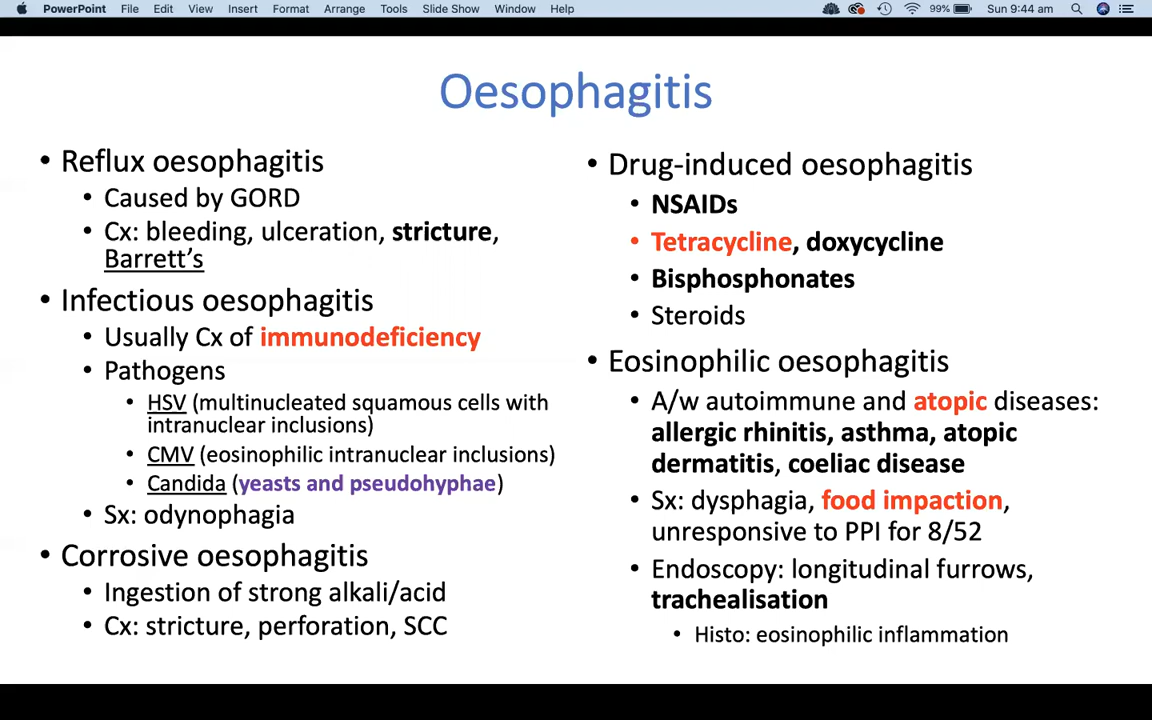 PowerPoint File Edit View Insert Format Arrange Tools Slide Show Window Help 99% Sun 9:44 am
Oesophagitis
• Reflux oesophagitis
• Caused by GORD
• Cx: bleeding, ulceration, stricture,
Barrett’s
• Infectious oesophagitis
• Usually Cx of immunodeficiency
• Pathogens
• HSV (multinucleated squamous cells with
intranuclear inclusions)
• CMV (eosinophilic intranuclear inclusions)
• Candida (yeasts and pseudohyphae)
• Sx: odynophagia
• Corrosive oesophagitis
• Ingestion of strong alkali/acid
• Cx: stricture, perforation, SCC
• Drug-induced oesophagitis
• NSAIDs
• Tetracycline, doxycycline
• Bisphosphonates
• Steroids
• Eosinophilic oesophagitis
• A/w autoimmune and atopic diseases:
allergic rhinitis, asthma, atopic
dermatitis, coeliac disease
• Sx: dysphagia, food impaction,
unresponsive to PPI for 8/52
• Endoscopy: longitudinal furrows,
trachealisation
• Histo: eosinophilic inflammation